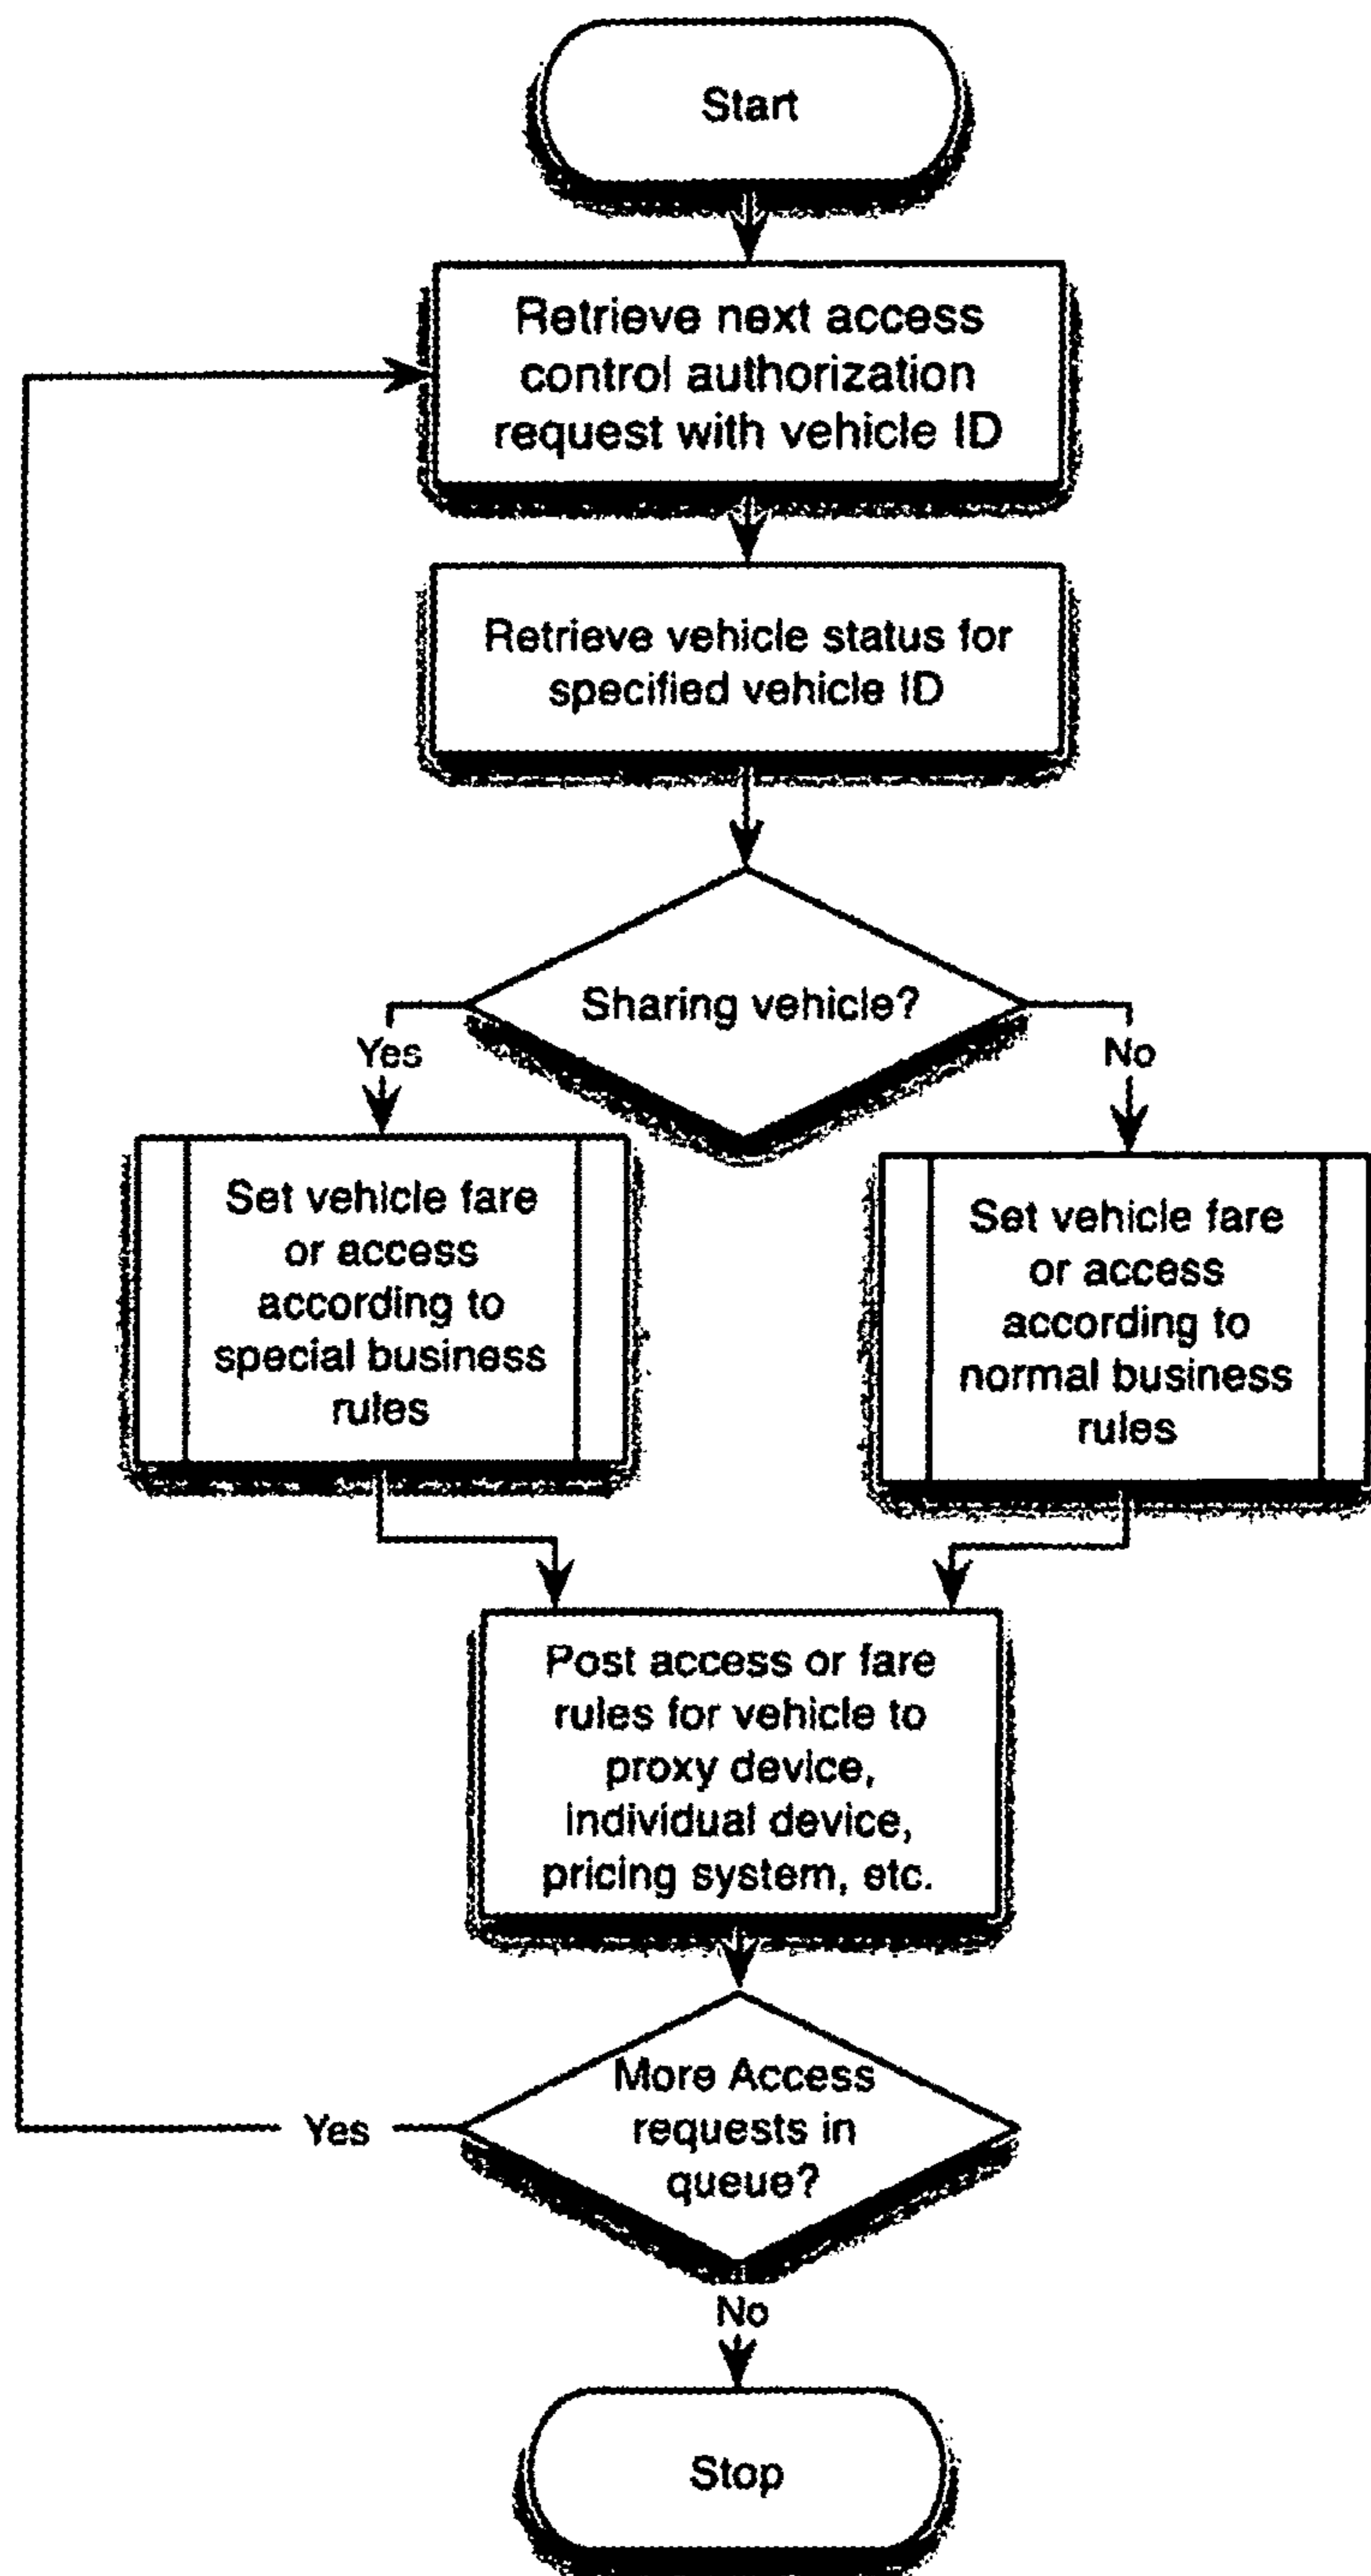 Start
Retrieve next access
control authorization
request with vehicle ID
Retrieve vehicle status for
specified vehicle ID
Sharing vehicle?
Yes
No
Set vehicle fare
or access
according to
special business
rules
Set vehicle fare
or access
according to
normal business
rules
Post access or fare
rules for vehicle to
proxy device,
individual device,
pricing system, etc.
More Access
requests in
queue?
Yes
No
Stop